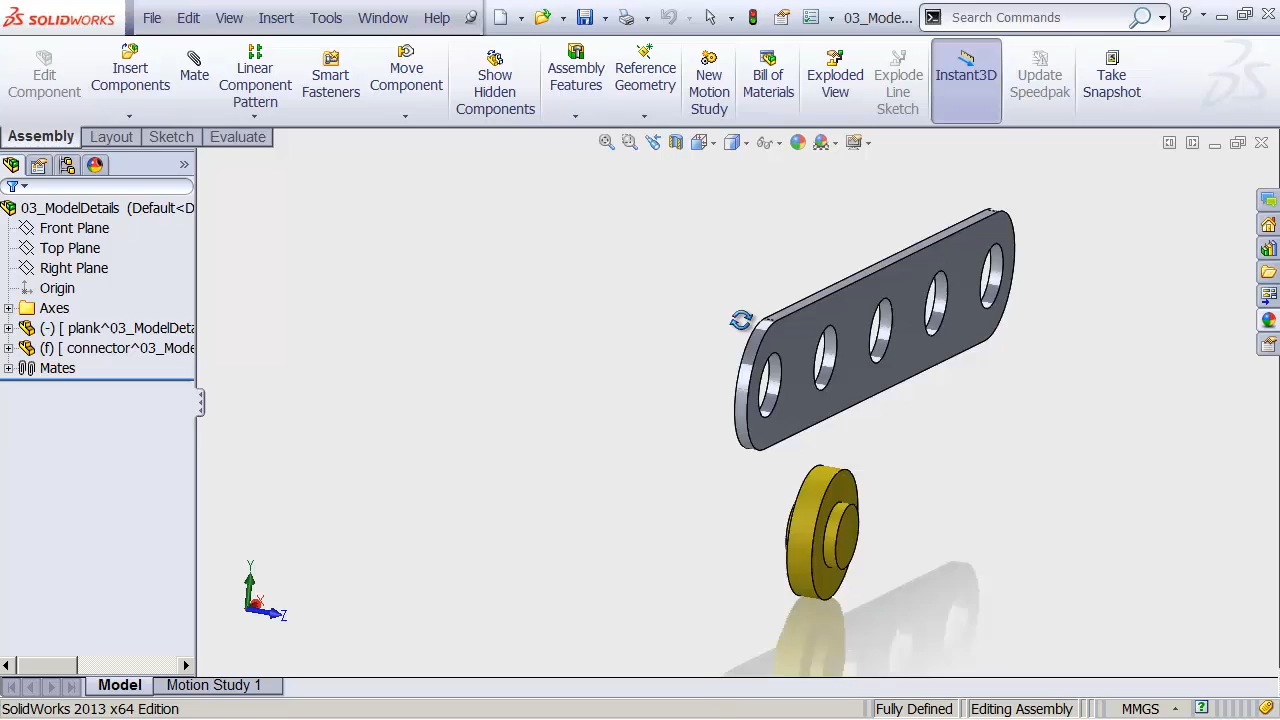 SOLIDWORKS File Edit View Insert Tools Window Help 03_Mode... Search Commands
Edit Component
Insert Components
Mate
Linear Component Pattern
Smart Fasteners
Move Component
Show Hidden Components
Assembly Features
Reference Geometry
New Motion Study
Bill of Materials
Exploded View
Explode Line Sketch
Instant3D
Update Speedpak
Take Snapshot
Assembly Layout Sketch Evaluate
03_ModelDetails (Default<D
Front Plane
Top Plane
Right Plane
Origin
Axes
(-) [ plank^03_ModelDeta
(f) [ connector^03_Mode
Mates
Y
X
Z
Model Motion Study 1
SolidWorks 2013 x64 Edition Fully Defined Editing Assembly MMGS